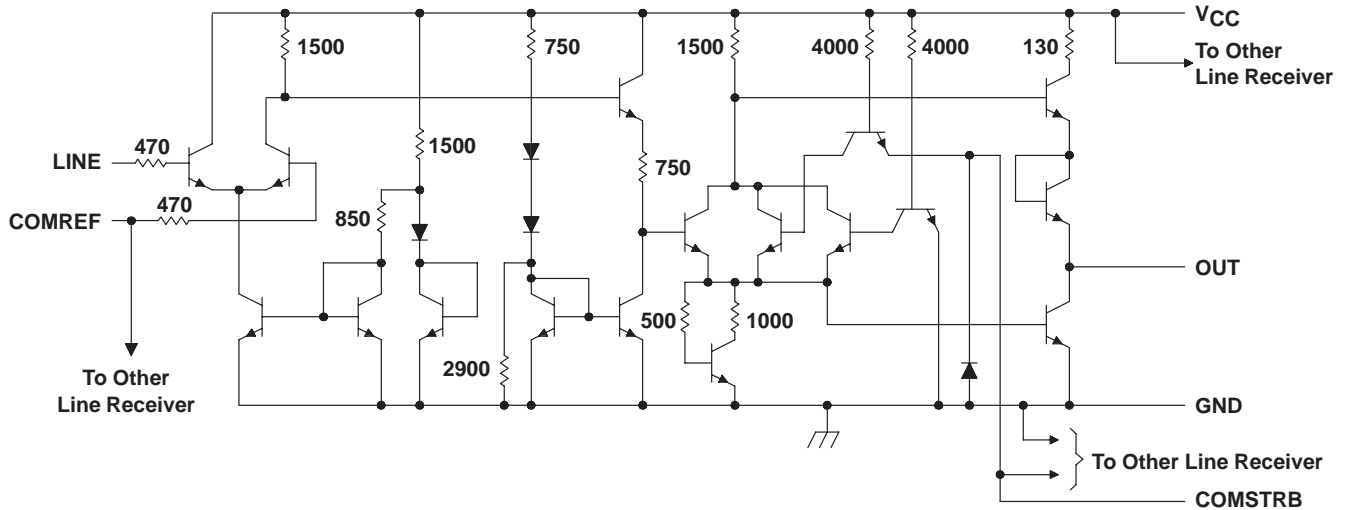 VCC
1500
750
1500
4000
4000
130
To Other
Line Receiver
LINE
470
1500
750
COMREF
470
850
OUT
500
1000
2900
To Other
Line Receiver
GND
To Other Line Receiver
COMSTRB